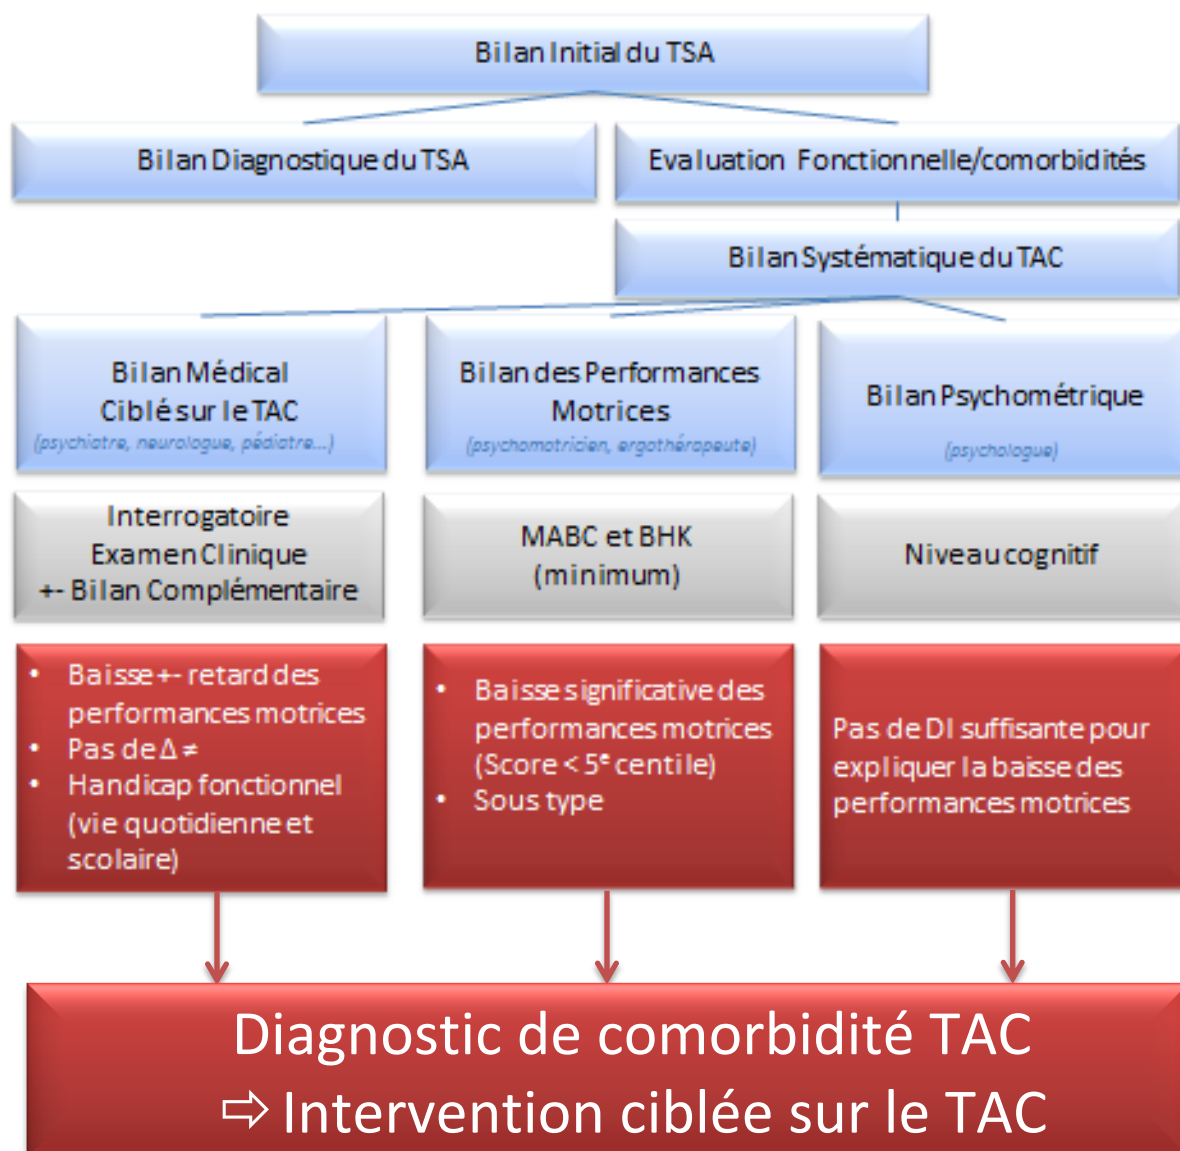 Bilan Initial du TSA
Bilan Diagnostique du TSA
Evaluation Fonctionnelle/comorbidités
Bilan Systématique du TAC
Bilan Médical
Ciblé sur le TAC
(psychiatre, neurologue, pédiatre...)
Bilan des Performances
Motrices
(psychomotricien, ergothérapeute)
Bilan Psychométrique
(psychologue)
Interrogatoire
Examen Clinique
+- Bilan Complémentaire
MABC et BHK
(minimum)
Niveau cognitif
• Baisse +- retard des
performances motrices
• Pas de Δ ≠
• Handicap fonctionnel
(vie quotidienne et
scolaire)
• Baisse significative des
performances motrices
(Score < 5e centile)
• Sous type
Pas de DI suffisante pour
expliquer la baisse des
performances motrices
Diagnostic de comorbidité TAC
⇨ Intervention ciblée sur le TAC